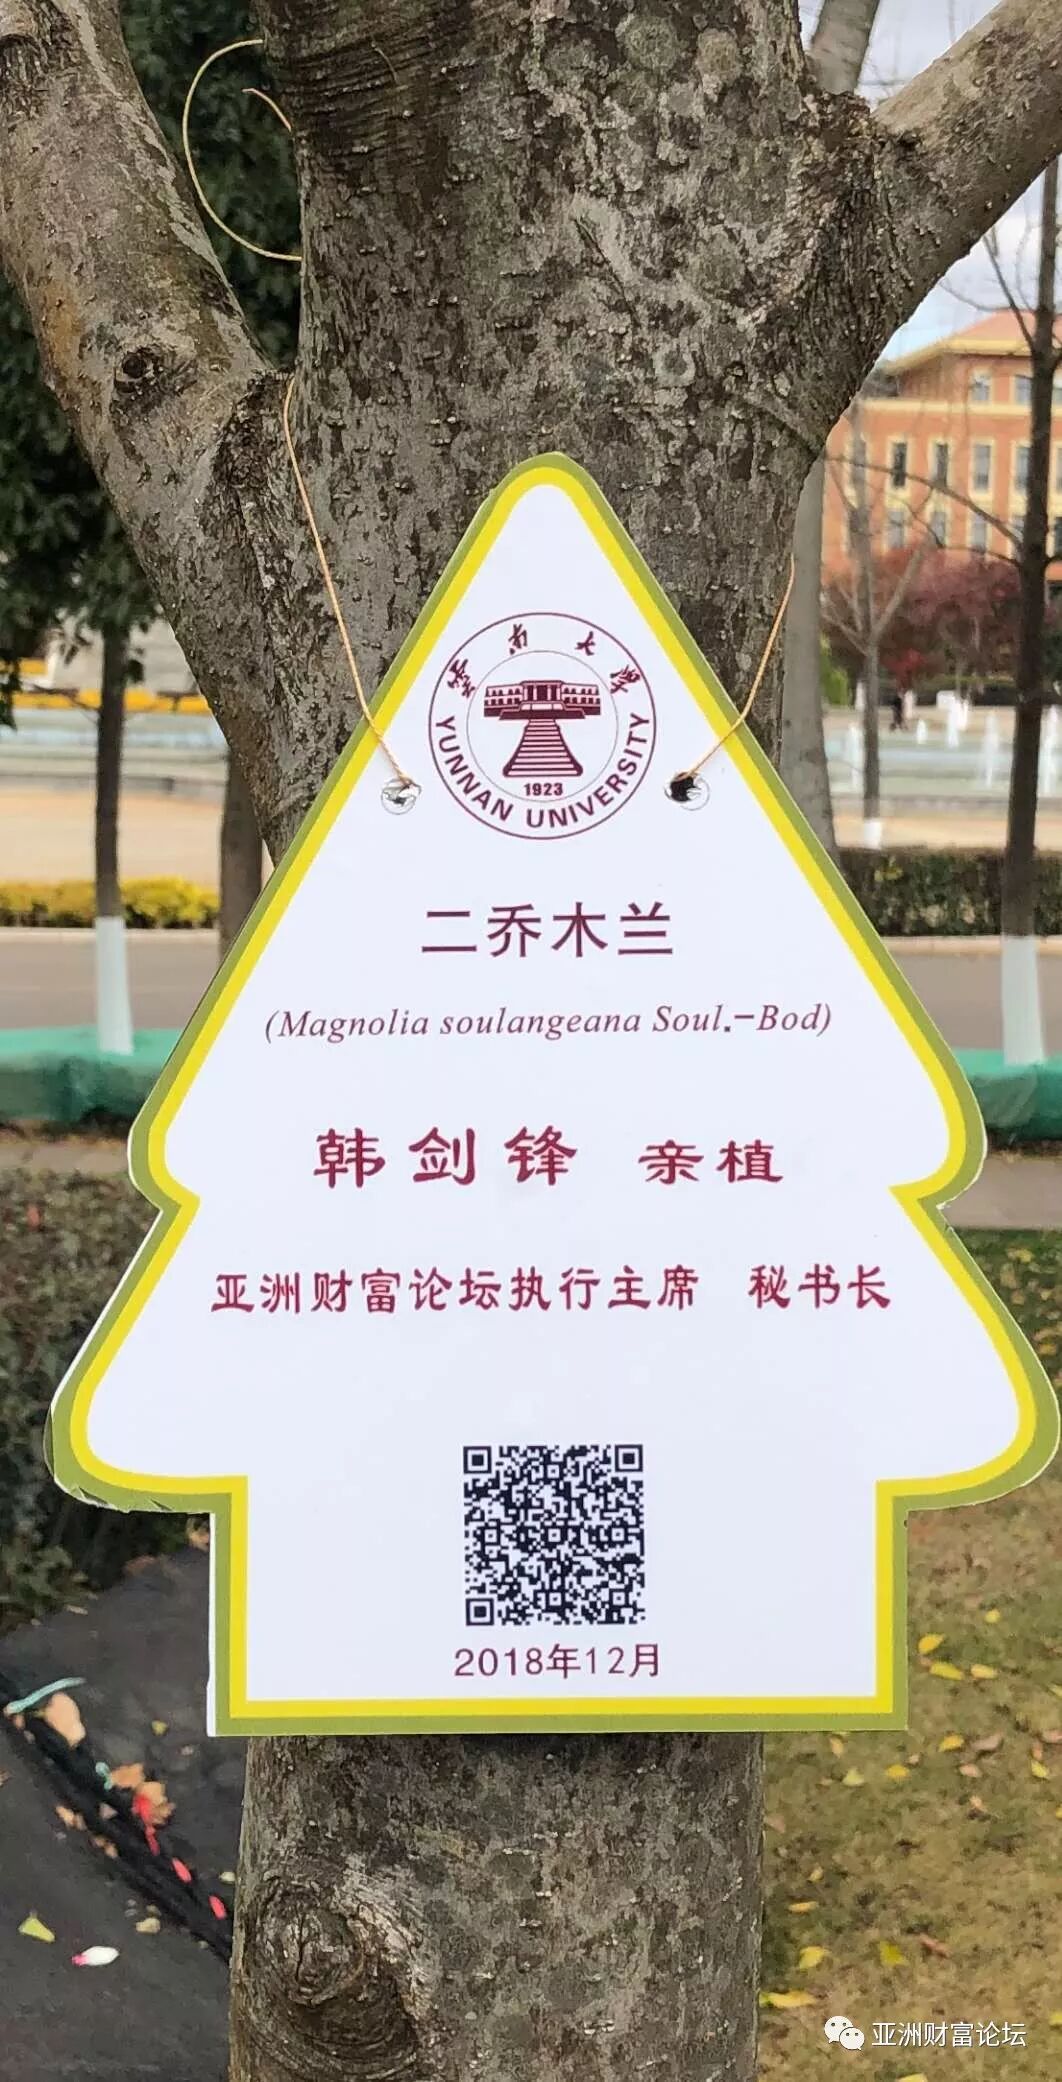 雲南大學
YUNNAN UNIVERSITY
1923
二乔木兰
(Magnolia soulangeana Soul.-Bod)
韩剑锋 亲植
亚洲财富论坛执行主席 秘书长
2018年12月
亚洲财富论坛